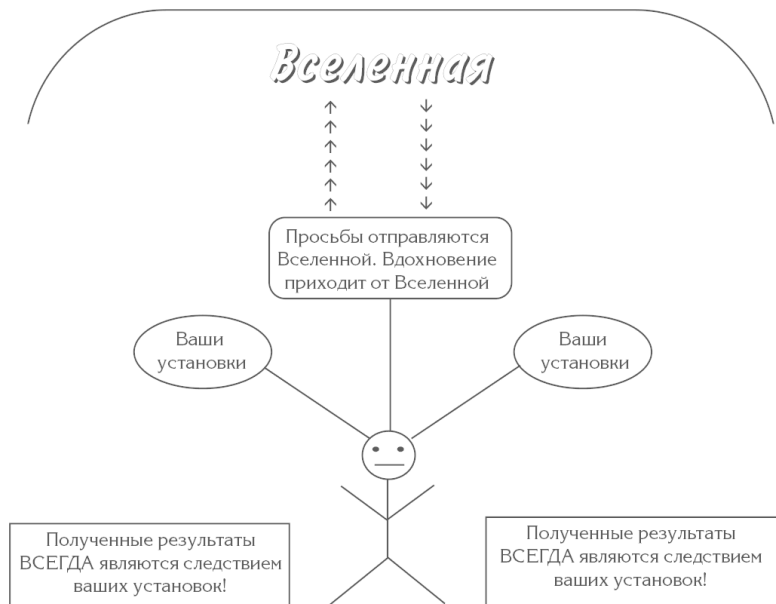 Вселенная
Просьбы отправляются
Вселенной. Вдохновение
приходит от Вселенной
Ваши
установки
Ваши
установки
Полученные результаты
ВСЕГДА являются следствием
ваших установок!
Полученные результаты
ВСЕГДА являются следствием
ваших установок!